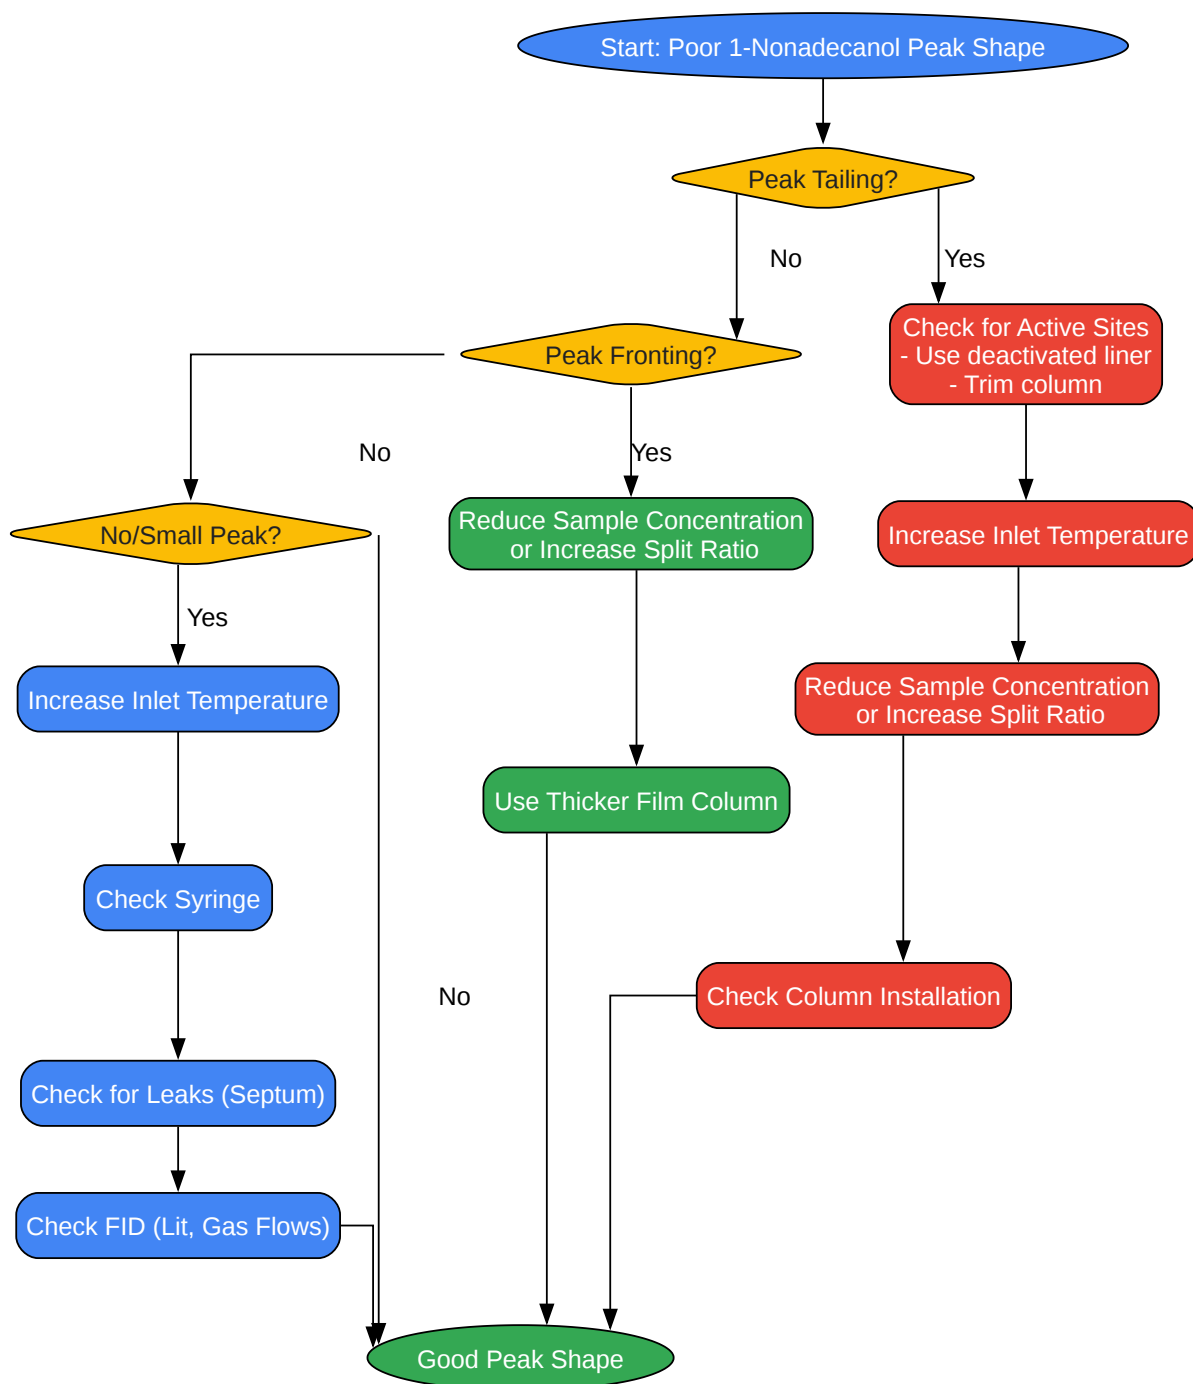 Start: Poor 1-Nonadecanol Peak Shape
Peak Tailing?
No
Yes
Peak Fronting?
Check for Active Sites
- Use deactivated liner
- Trim column
No
Yes
No/Small Peak?
Reduce Sample Concentration
or Increase Split Ratio
Increase Inlet Temperature
Yes
Increase Inlet Temperature
Reduce Sample Concentration
or Increase Split Ratio
Use Thicker Film Column
Check Syringe
No
Check Column Installation
Check for Leaks (Septum)
Check FID (Lit, Gas Flows)
Good Peak Shape